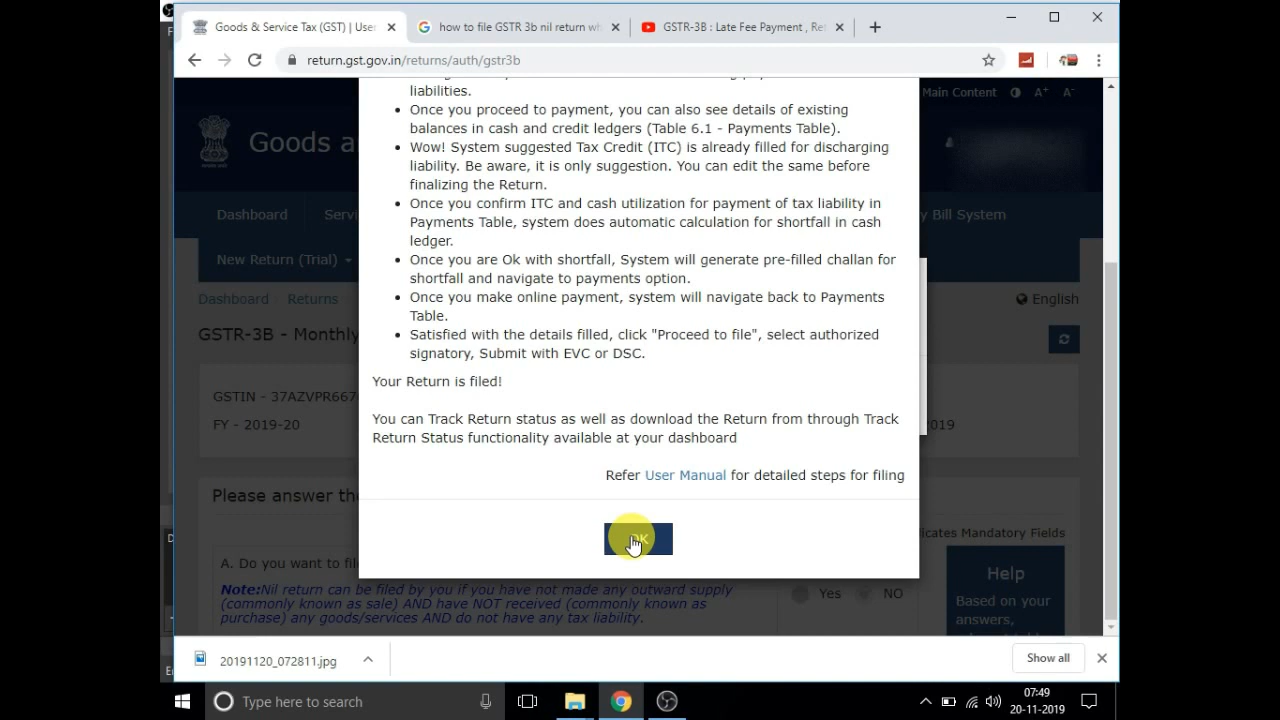 Goods & Service Tax (GST) | User
how to file GSTR 3b nil return wh
GSTR-3B : Late Fee Payment , Ret
return.gst.gov.in/returns/auth/gstr3b
Main Content A+ A-
Goods a
liabilities.
• Once you proceed to payment, you can also see details of existing
balances in cash and credit ledgers (Table 6.1 - Payments Table).
• Wow! System suggested Tax Credit (ITC) is already filled for discharging
liability. Be aware, it is only suggestion. You can edit the same before
finalizing the Return.
• Once you confirm ITC and cash utilization for payment of tax liability in
Payments Table, system does automatic calculation for shortfall in cash
ledger.
• Once you are Ok with shortfall, System will generate pre-filled challan for
shortfall and navigate to payments option.
• Once you make online payment, system will navigate back to Payments
Table.
• Satisfied with the details filled, click "Proceed to file", select authorized
signatory, Submit with EVC or DSC.
Your Return is filed!
You can Track Return status as well as download the Return from through Track
Return Status functionality available at your dashboard
Refer User Manual for detailed steps for filing
OK
Dashboard Servi
y Bill System
New Return (Trial)
Dashboard Returns
English
GSTR-3B - Monthly
GSTIN - 37AZVPR667
FY - 2019-20
2019
Please answer the
icates Mandatory Fields
A. Do you want to fil
Note:Nil return can be filed by you if you have not made any outward supply
(commonly known as sale) AND have NOT received (commonly known as
purchase) any goods/services AND do not have any tax liability.
Yes NO
Help
Based on your
answers,
20191120_072811.jpg
Show all
Type here to search
07:49
20-11-2019